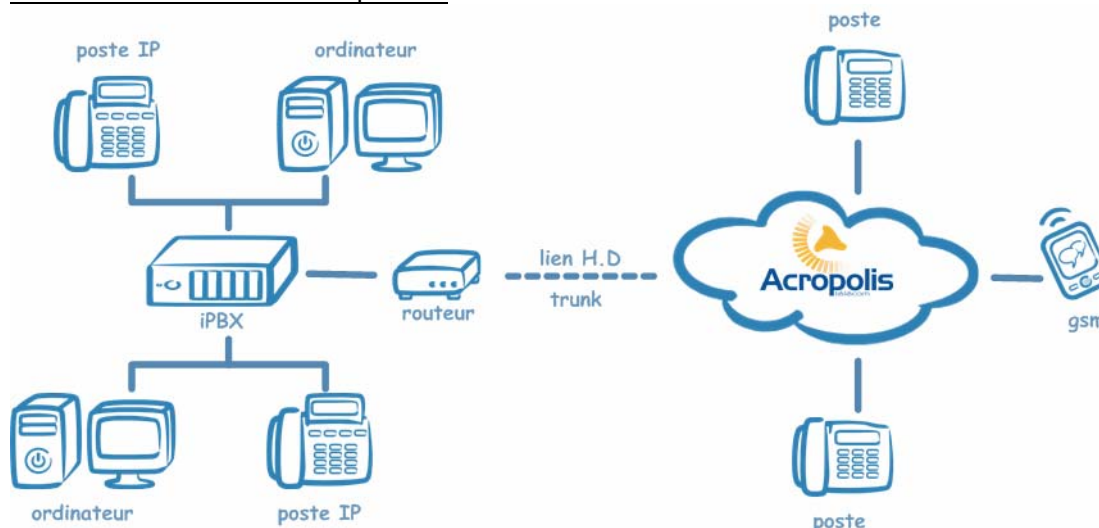 poste IP
ordinateur
poste
lien H.D
trunk
Acropolis
iPBX
routeur
gsm
ordinateur
poste IP
poste